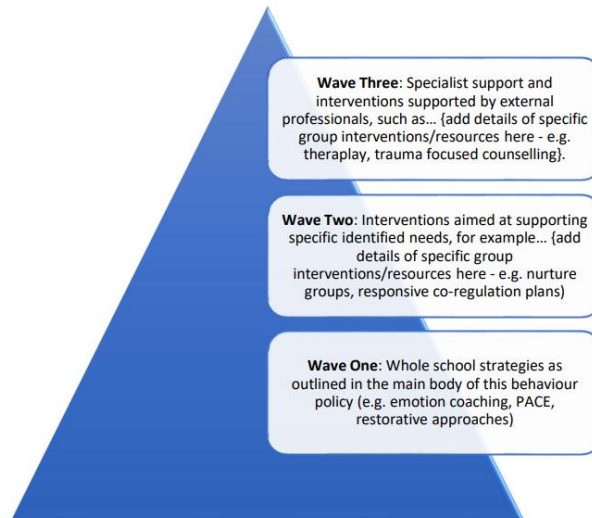 Wave Three: Specialist support and
interventions supported by external
professionals, such as... {add details of specific
group interventions/resources here - e.g.
theraplay, trauma focused counselling}.
Wave Two: Interventions aimed at supporting
specific identified needs, for example... {add
details of specific group
interventions/resources here - e.g. nurture
groups, responsive co-regulation plans)
Wave One: Whole school strategies as
outlined in the main body of this behaviour
policy (e.g. emotion coaching, PACE,
restorative approaches)